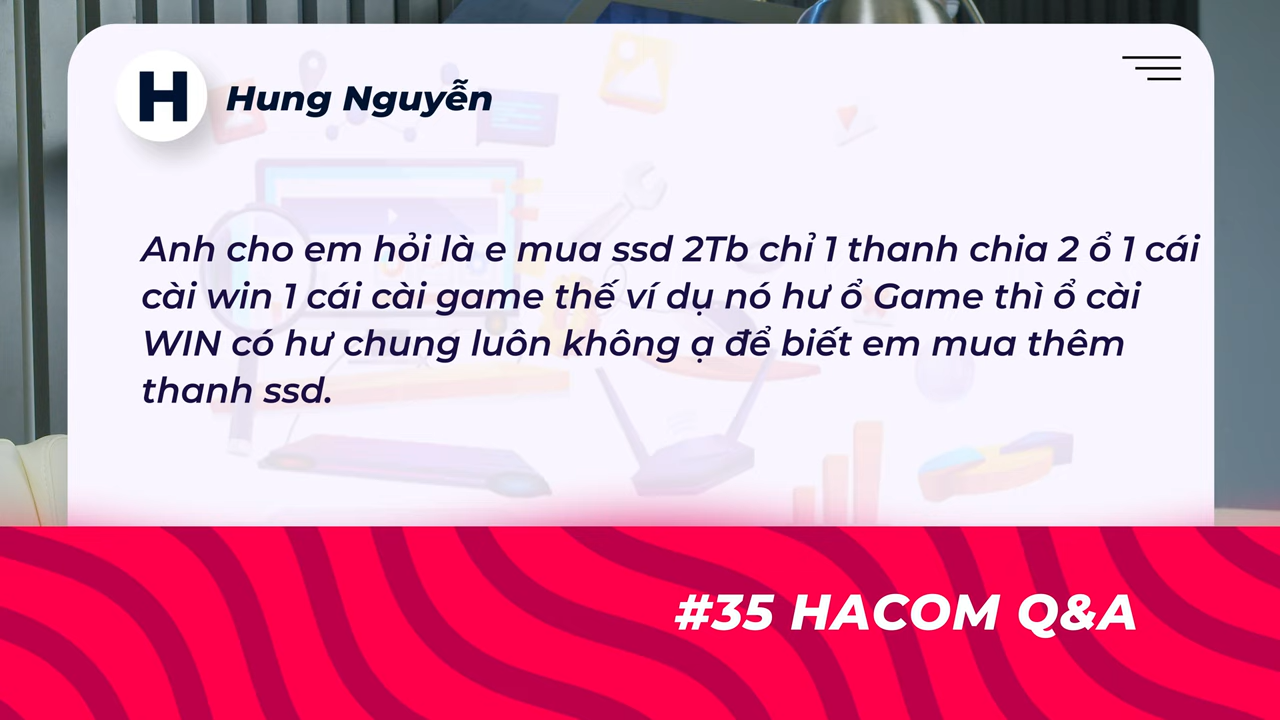 H
Hung Nguyễn
Anh cho em hỏi là e mua ssd 2Tb chỉ 1 thanh chia 2 ổ 1 cái
cài win 1 cái cài game thế ví dụ nó hư ổ Game thì ổ cài
WIN có hư chung luôn không ạ để biết em mua thêm
thanh ssd.
#35 HACOM Q&A